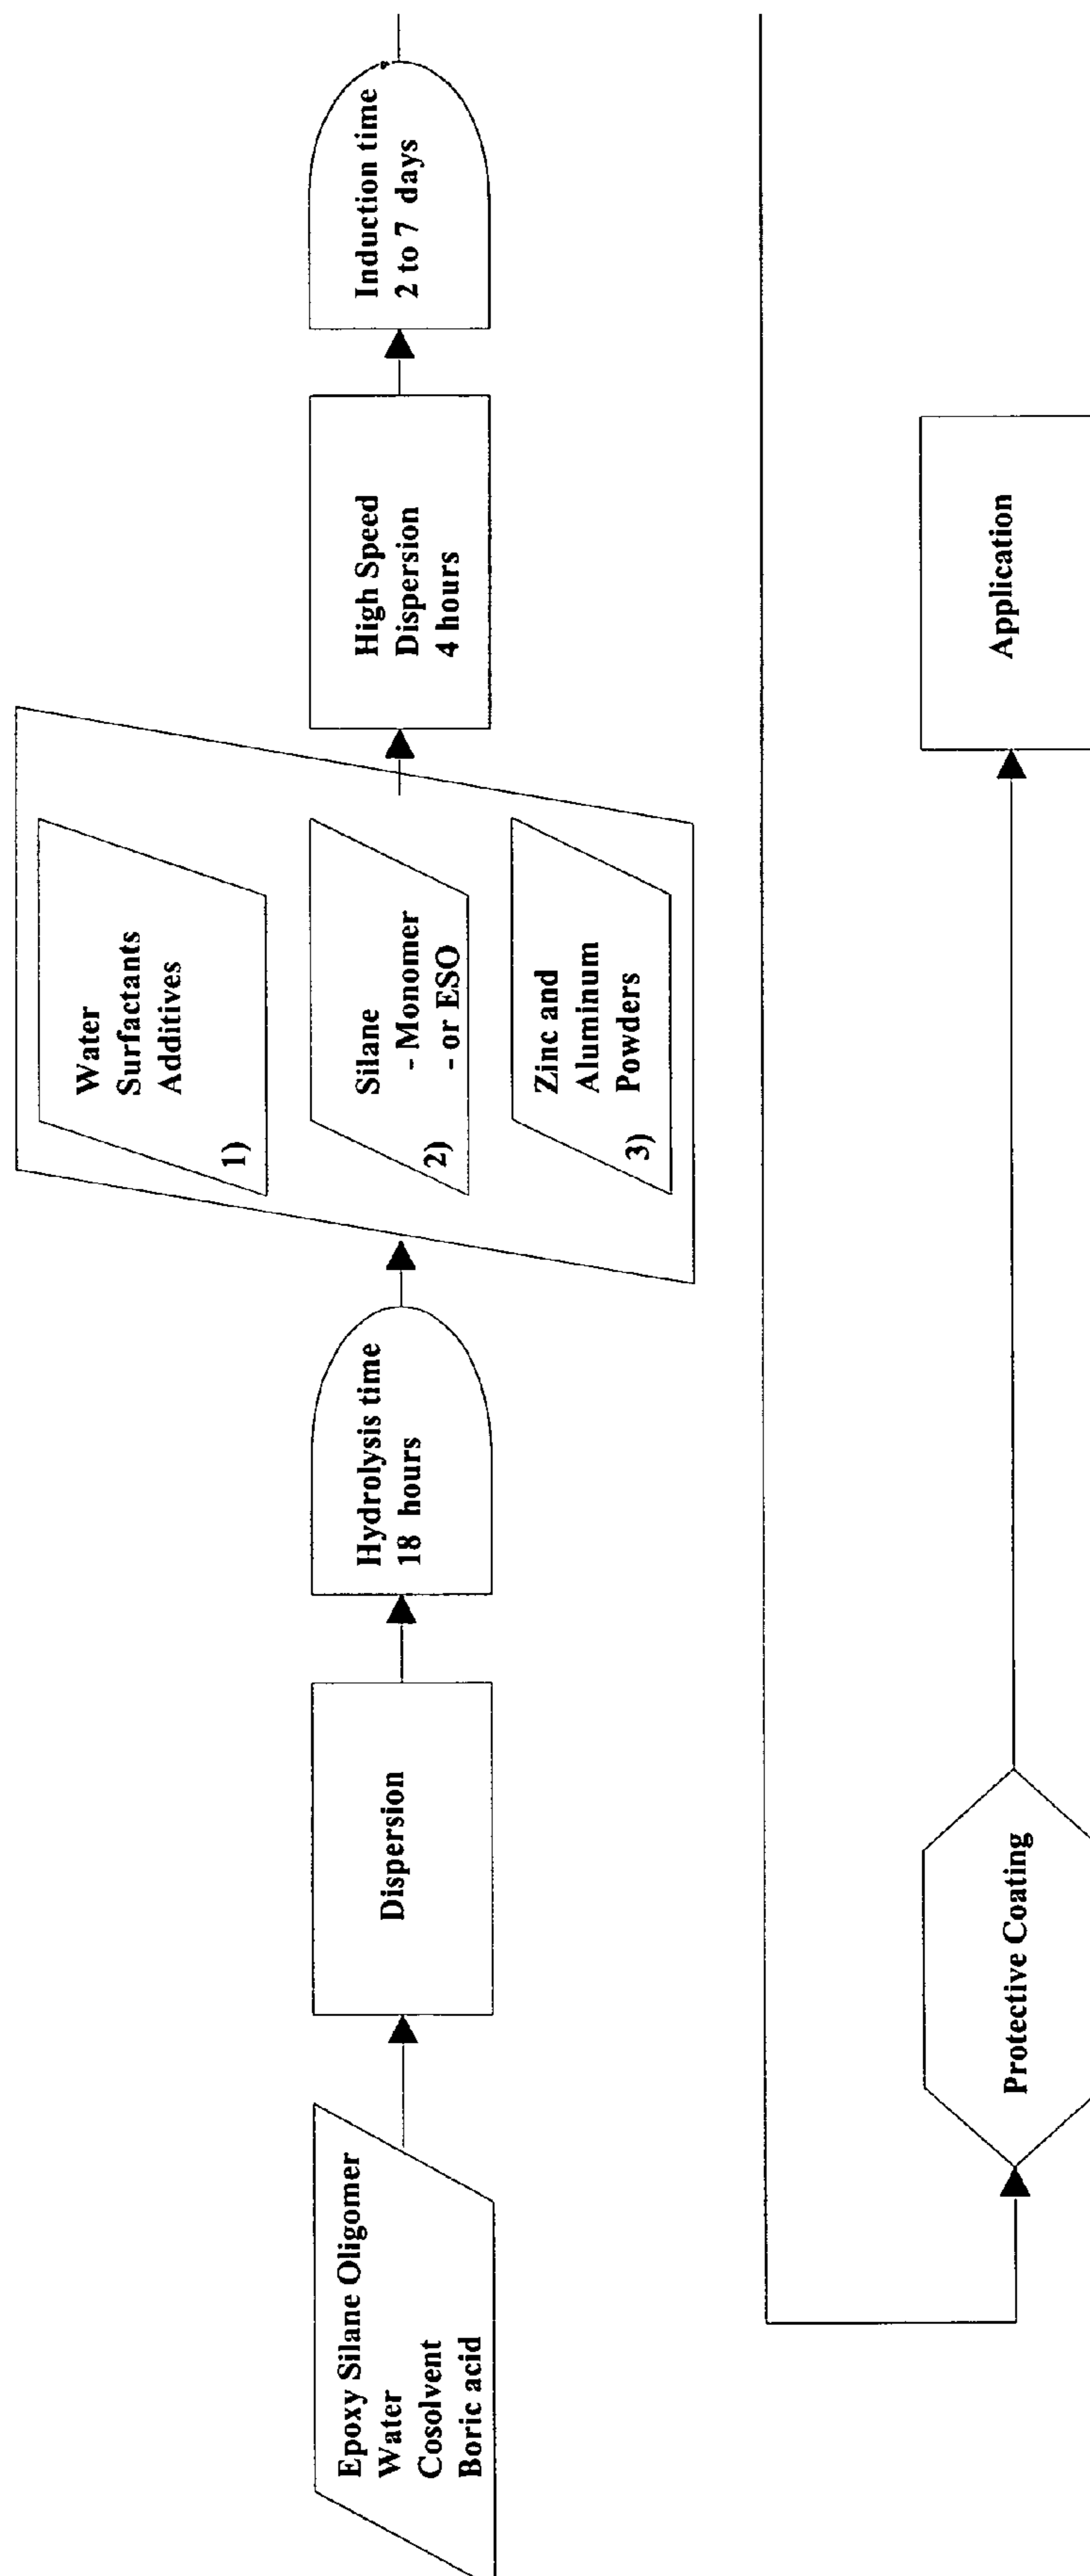 Epoxy Silane Oligomer
Water
Cosolvent
Boric acid
Dispersion
Hydrolysis time
18 hours
Water
Surfactants
Additives
1)
Silane
- Monomer
- or ESO
2)
Zinc and
Aluminum
Powders
3)
High Speed
Dispersion
4 hours
Induction time
2 to 7 days
Protective Coating
Application